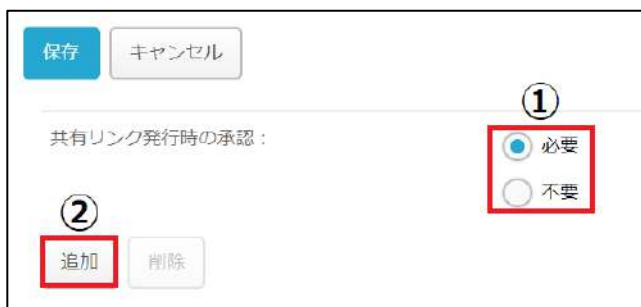 保存 キャンセル
①
共有リンク発行時の承認：
必要
不要
②
追加 削除